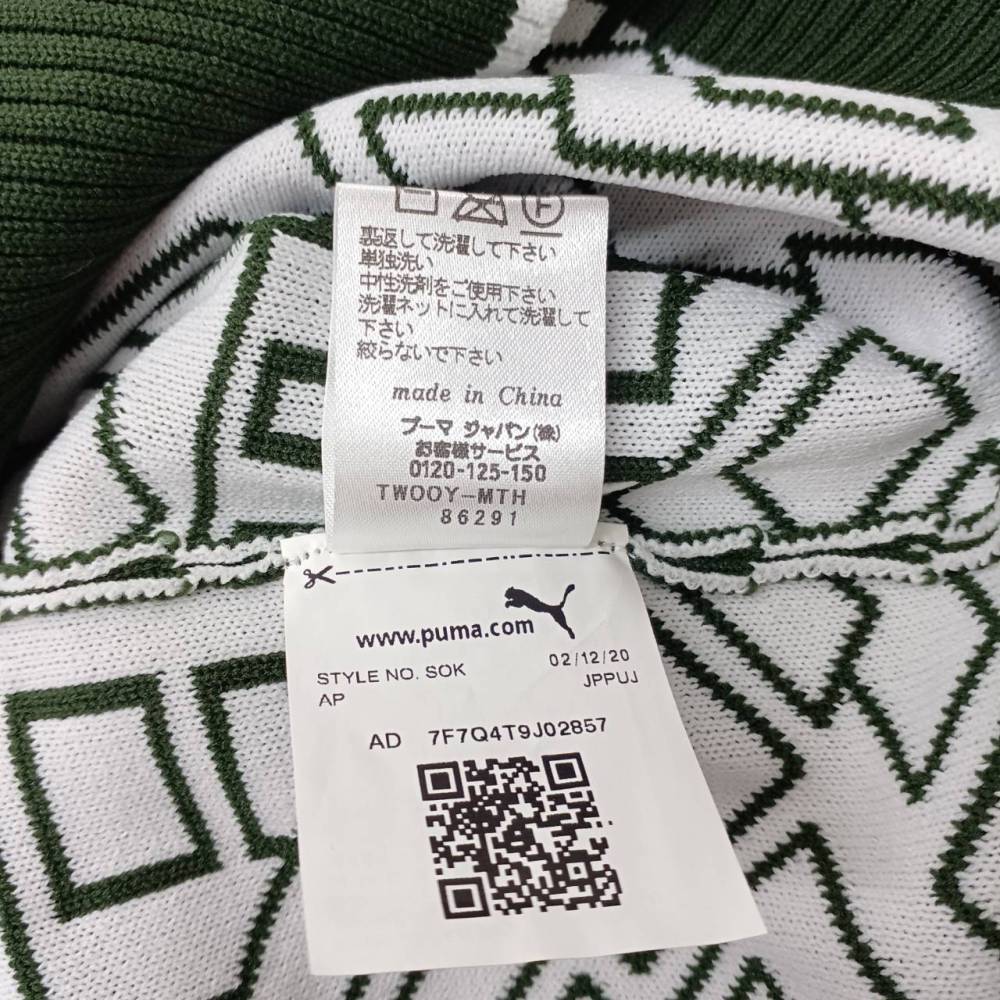 F
裏返して洗濯して下さい
単独洗い
中性洗剤をご使用下さい
洗濯ネットに入れて洗濯して
下さい
絞らないで下さい
made in China
プーマ ジャパン(株)
お客様サービス
0120-125-150
TWOOY-MTH
86291
www.puma.com
STYLE NO. SOK 02/12/20
AP JPPUJ
AD 7F7Q4T9J02857